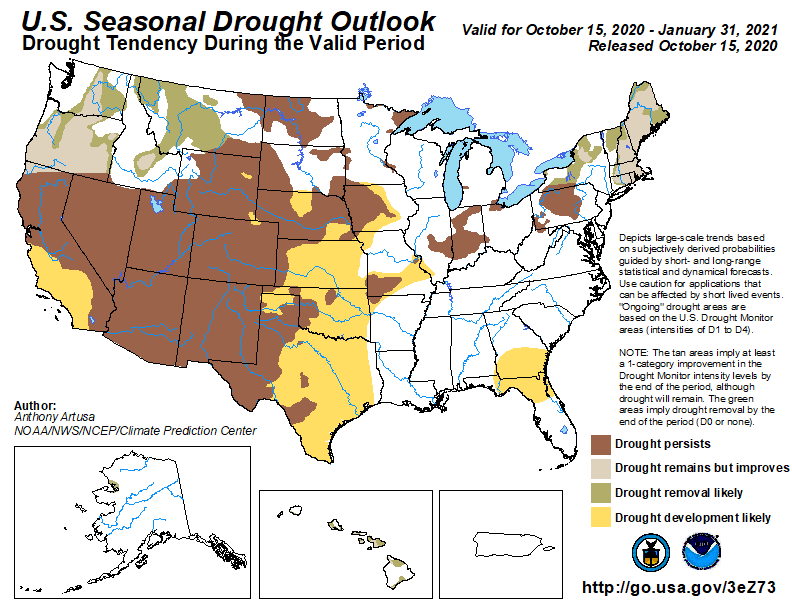 U.S. Seasonal Drought Outlook
Drought Tendency During the Valid Period
Valid for October 15, 2020 - January 31, 2021
Released October 15, 2020
Depicts large-scale trends based
on subjectively derived probabilities
guided by short- and long-range
statistical and dynamical forecasts.
Use caution for applications that
can be affected by short lived events.
"Ongoing" drought areas are
based on the U.S. Drought Monitor
areas (intensities of D1 to D4).
NOTE: The tan areas imply at least
a 1-category improvement in the
Drought Monitor intensity levels by
the end of the period, although
drought will remain. The green
areas imply drought removal by the
end of the period (D0 or none).
Author:
Anthony Artusa
NOAA/NWS/NCEP/Climate Prediction Center
Drought persists
Drought remains but improves
Drought removal likely
Drought development likely
http://go.usa.gov/3eZ73